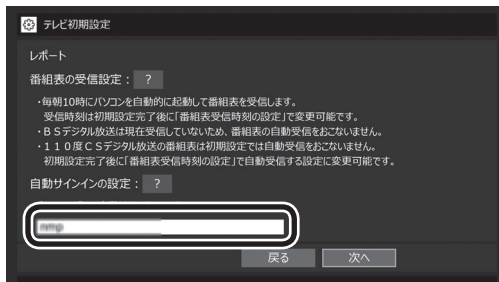 テレビ初期設定
レポート
番組表の受信設定： ?
・毎朝10時にパソコンを自動的に起動して番組表を受信します。
受信時刻は初期設定完了後に「番組表受信時刻の設定」で変更可能です。
・ＢＳデジタル放送は現在受信していないため、番組表の自動受信をおこないません。
・１１０度ＣＳデジタル放送の番組表は初期設定では自動受信をおこないません。
初期設定完了後に「番組表受信時刻の設定」で自動受信する設定に変更可能です。
自動サインインの設定： ?
戻る 次へ